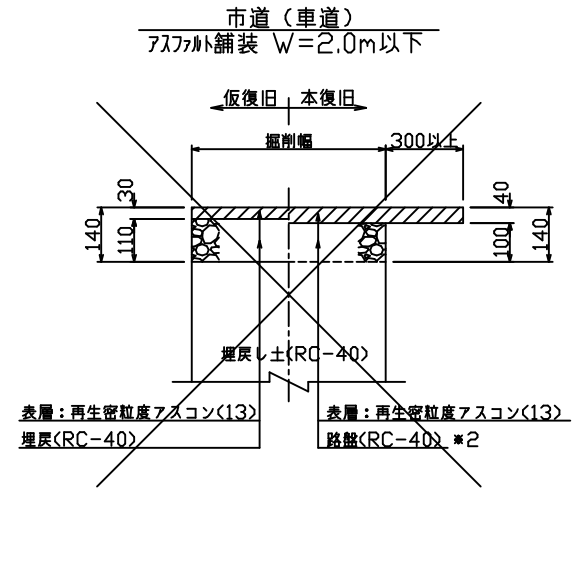 市道（車道）
アスファルト舗装 W=2.0m以下
仮復旧 本復旧
掘削幅 300以上
30
140
110
40
100
140
埋戻し土(RC-40)
表層：再生密粒度アスコン(13)
埋戻(RC-40)
表層：再生密粒度アスコン(13)
路盤(RC-40) ※2